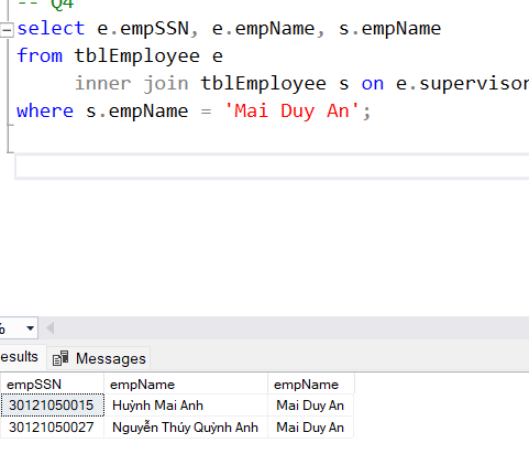 -- Q4
select e.empSSN, e.empName, s.empName
from tblEmployee e
inner join tblEmployee s on e.supervisor
where s.empName = 'Mai Duy An';
%
esults Messages
empSSN empName empName
30121050015 Huỳnh Mai Anh Mai Duy An
30121050027 Nguyễn Thúy Quỳnh Anh Mai Duy An